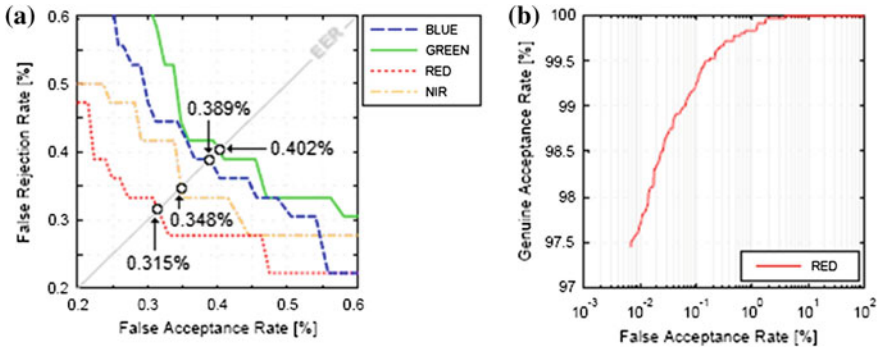 (a)
False Rejection Rate [%]
0.6
0.5
0.4
0.3
0.2
0.2 0.3 0.4 0.5 0.6
False Acceptance Rate [%]
EER
0.389%
0.402%
0.348%
0.315%
BLUE
GREEN
RED
NIR
(b)
Genuine Acceptance Rate [%]
100
99.5
99
98.5
98
97.5
97
10⁻³ 10⁻² 10⁻¹ 10⁰ 10¹ 10²
False Acceptance Rate [%]
RED